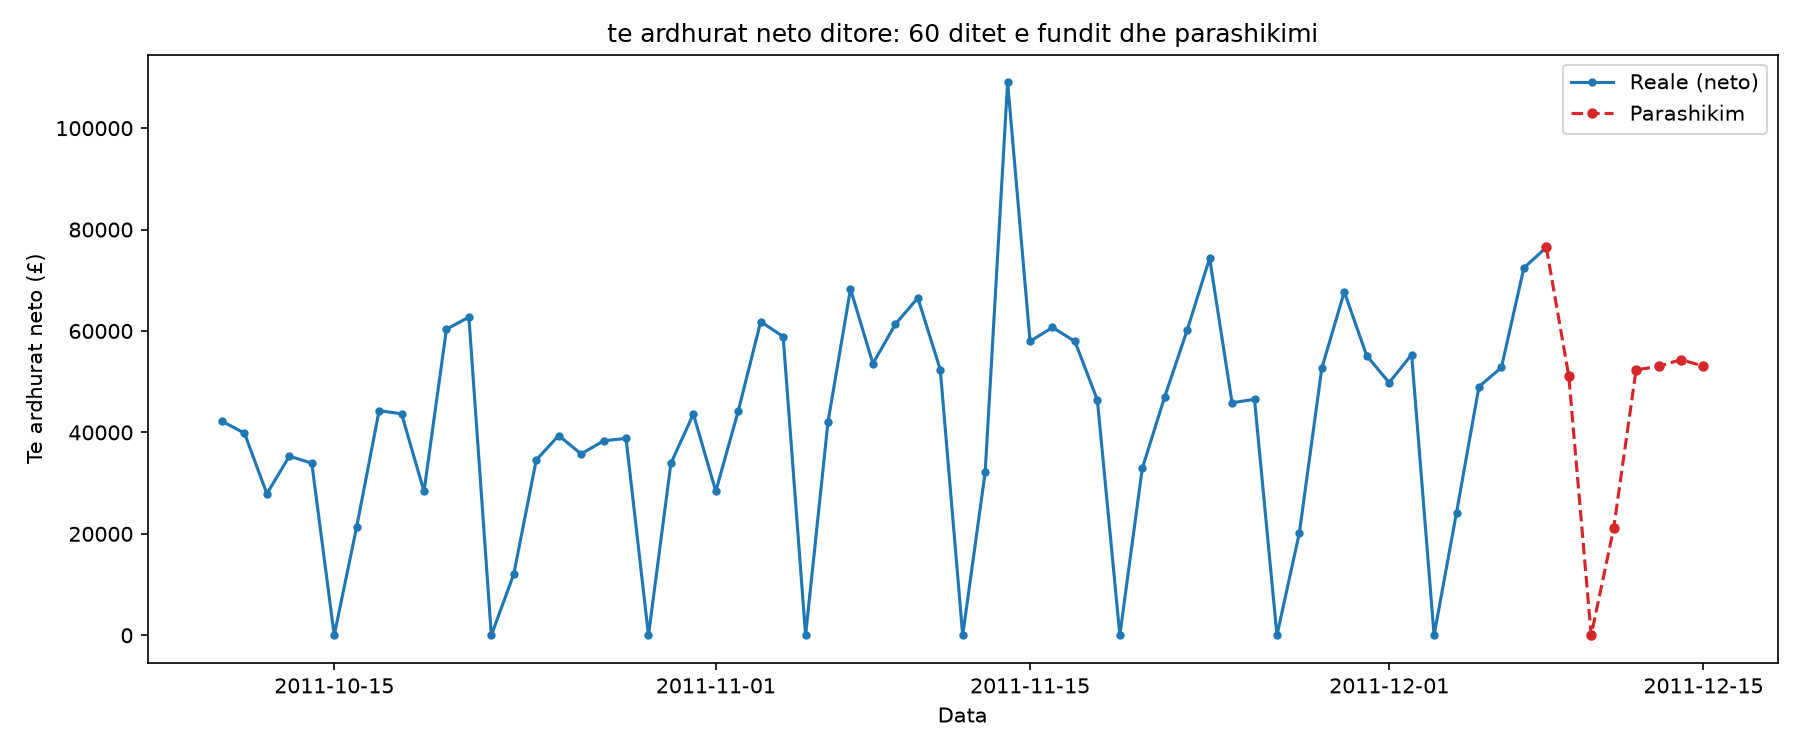 te ardhurat neto ditore: 60 ditet e fundit dhe parashikimi
Reale (neto)
Parashikim
Te ardhurat neto (£)
100000
80000
60000
40000
20000
0
2011-10-15
2011-11-01
2011-11-15
2011-12-01
2011-12-15
Data